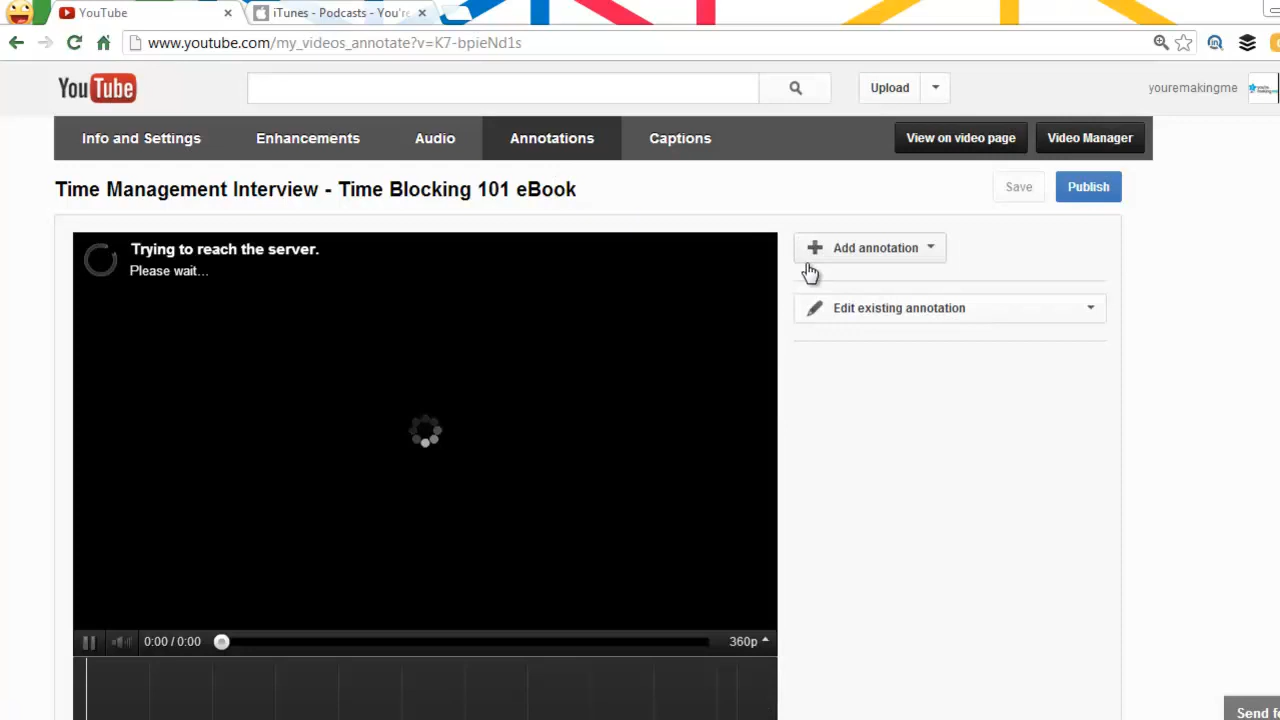 YouTube
iTunes - Podcasts - You're
www.youtube.com/my_videos_annotate?v=K7-bpieNd1s
YouTube
Upload
youremakingme
Info and Settings
Enhancements
Audio
Annotations
Captions
View on video page
Video Manager
Time Management Interview - Time Blocking 101 eBook
Save
Publish
Trying to reach the server.
Please wait...
Add annotation
Edit existing annotation
0:00 / 0:00
360p
Send